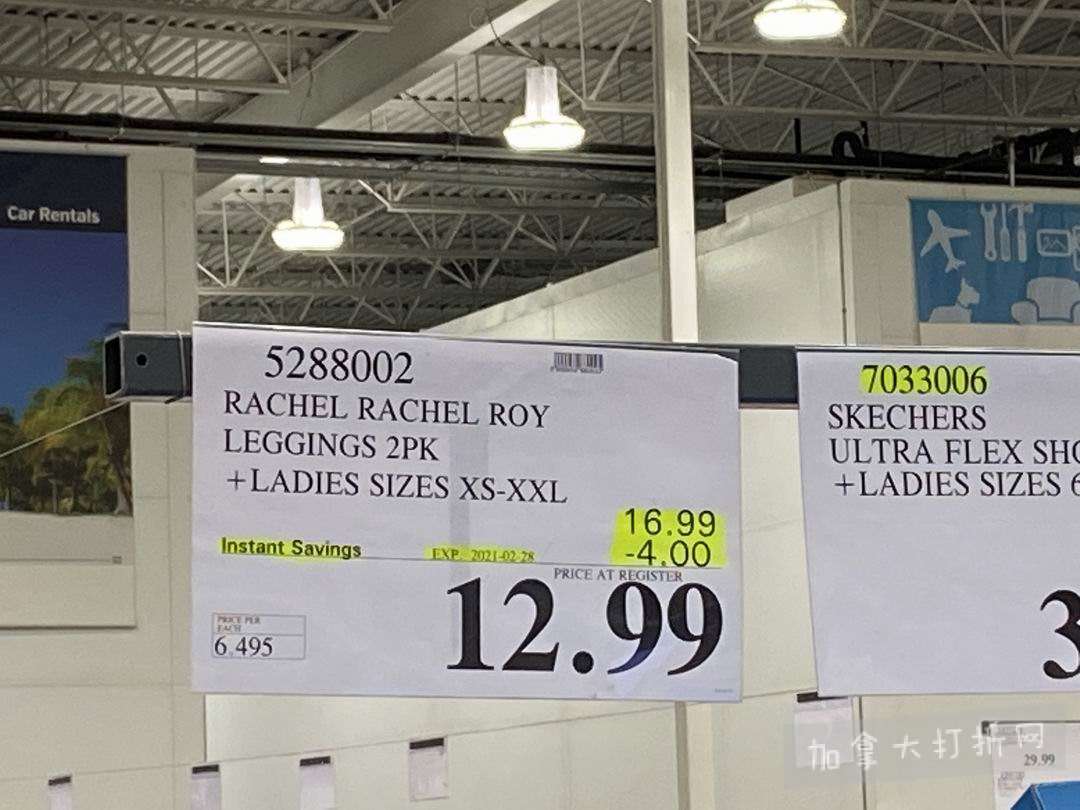 Car Rentals
5288002
RACHEL RACHEL ROY
LEGGINGS 2PK
+LADIES SIZES XS-XXL
16.99
Instant Savings EXP. 2021-02-28 -4.00
PRICE AT REGISTER
12.99
PRICE PER
EACH
6.495
7033006
SKECHERS
ULTRA FLEX SHO
+LADIES SIZES 6
3
29.99
加拿大打折网